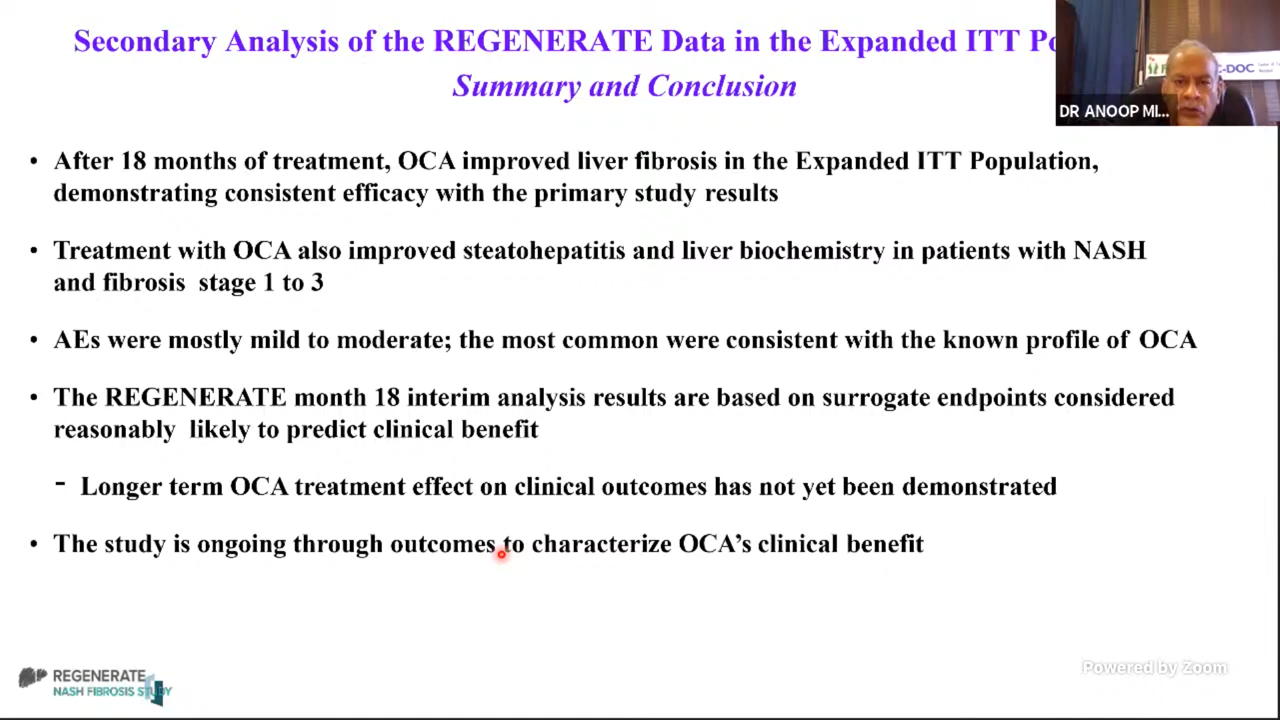 Secondary Analysis of the REGENERATE Data in the Expanded ITT
Summary and Conclusion
C-DOC
DR ANOOP MI...
• After 18 months of treatment, OCA improved liver fibrosis in the Expanded ITT Population,
demonstrating consistent efficacy with the primary study results
• Treatment with OCA also improved steatohepatitis and liver biochemistry in patients with NASH
and fibrosis stage 1 to 3
• AEs were mostly mild to moderate; the most common were consistent with the known profile of OCA
• The REGENERATE month 18 interim analysis results are based on surrogate endpoints considered
reasonably likely to predict clinical benefit
- Longer term OCA treatment effect on clinical outcomes has not yet been demonstrated
• The study is ongoing through outcomes to characterize OCA’s clinical benefit
REGENERATE
NASH FIBROSIS STUDY
Powered by Zoom